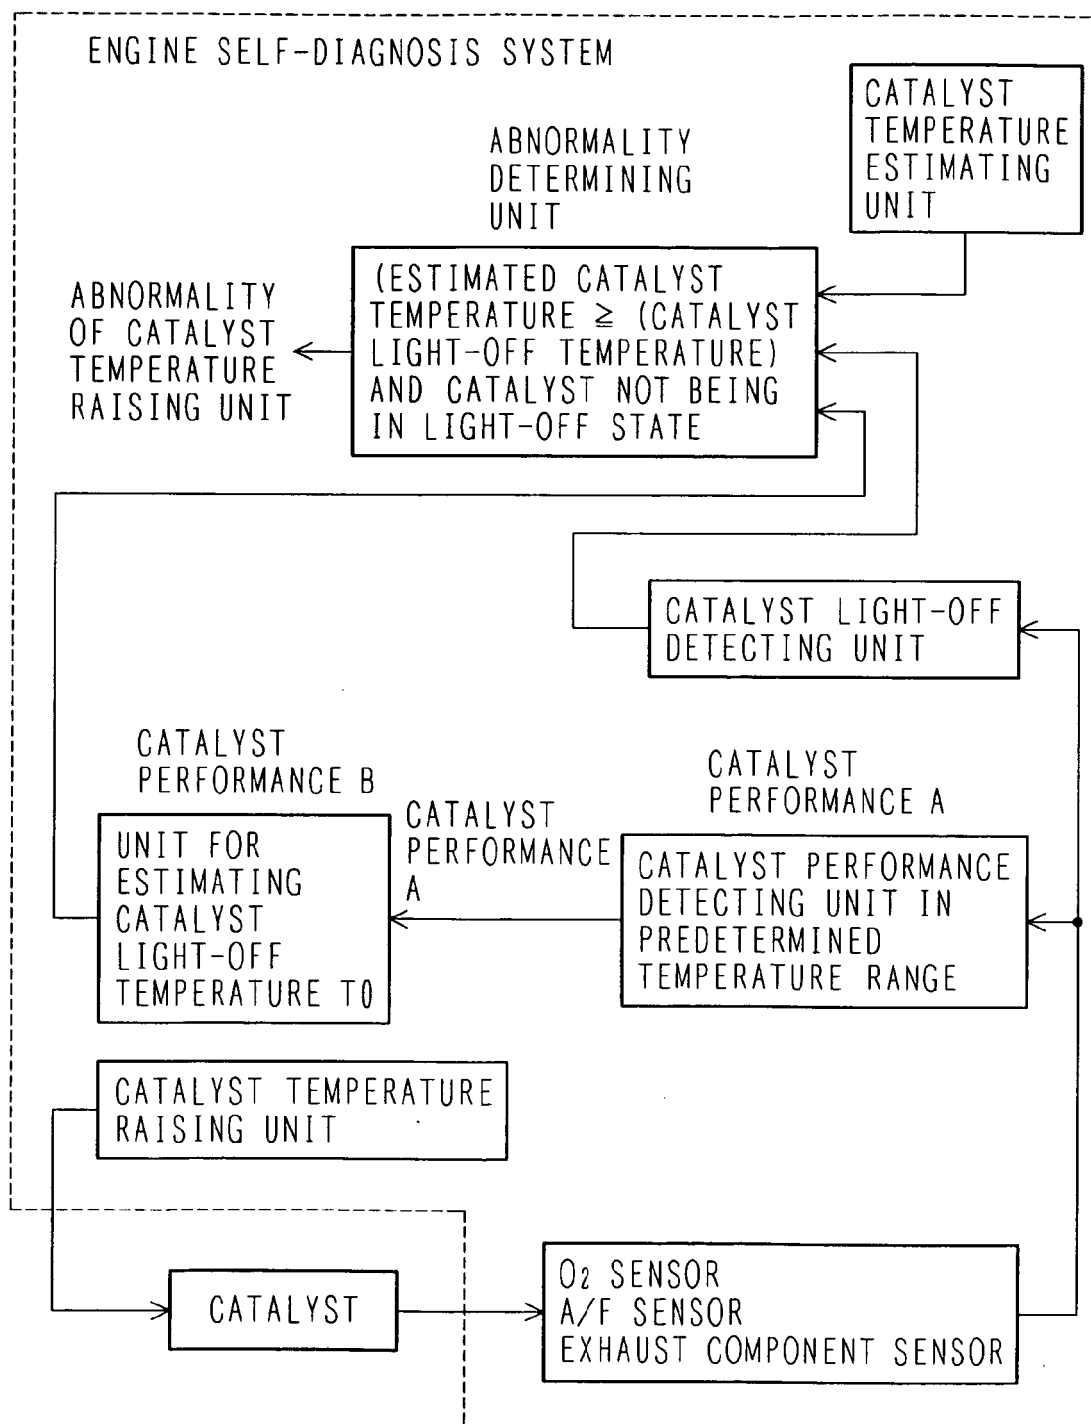 ENGINE SELF-DIAGNOSIS SYSTEM
CATALYST
TEMPERATURE
ESTIMATING
UNIT
ABNORMALITY
DETERMINING
UNIT
(ESTIMATED CATALYST
TEMPERATURE ≧ (CATALYST
LIGHT-OFF TEMPERATURE)
AND CATALYST NOT BEING
IN LIGHT-OFF STATE
ABNORMALITY
OF CATALYST
TEMPERATURE
RAISING UNIT
CATALYST LIGHT-OFF
DETECTING UNIT
CATALYST
PERFORMANCE B
UNIT FOR
ESTIMATING
CATALYST
LIGHT-OFF
TEMPERATURE T0
CATALYST
PERFORMANCE
A
CATALYST
PERFORMANCE A
CATALYST PERFORMANCE
DETECTING UNIT IN
PREDETERMINED
TEMPERATURE RANGE
CATALYST TEMPERATURE
RAISING UNIT
CATALYST
O2 SENSOR
A/F SENSOR
EXHAUST COMPONENT SENSOR